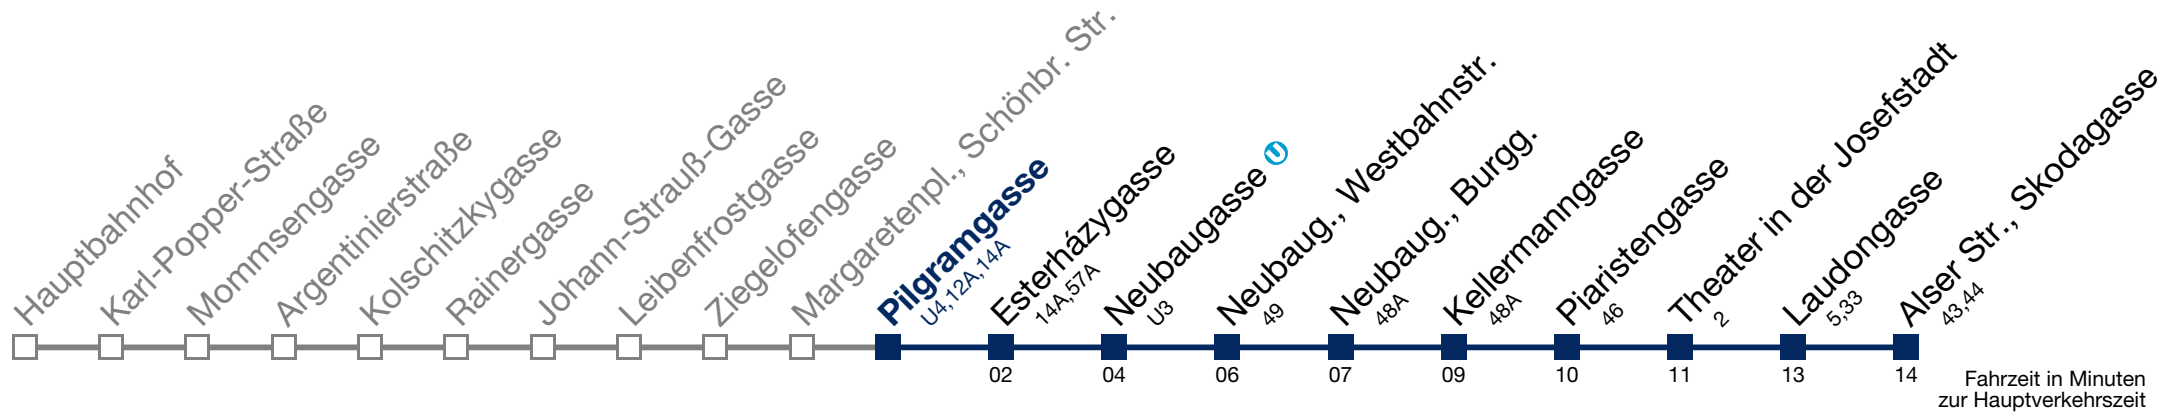 Hauptbahnhof
Karl-Popper-Straße
Mommsengasse
Argentinierstraße
Kolschitzkygasse
Rainergasse
Johann-Strauß-Gasse
Leibenfrostgasse
Ziegelofengasse
Margaretenpl., Schönbr. Str.
Pilgramgasse
U4,12A,14A
Esterházygasse
14A,57A
02
Neubaugasse U
U3
04
Neubaug., Westbahnstr.
49
06
Neubaug., Burgg.
48A
07
Kellermanngasse
48A
09
Piaristengasse
46
10
Theater in der Josefstadt
2
11
Laudongasse
5,33
13
Alser Str., Skodagasse
43,44
14
Fahrzeit in Minuten
zur Hauptverkehrszeit